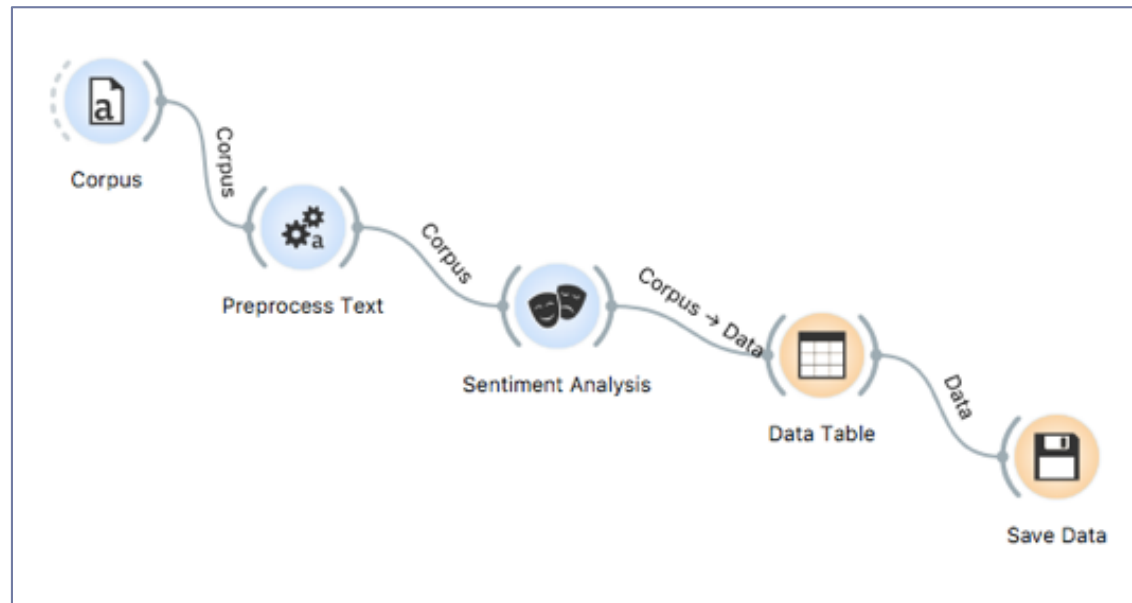 Corpus
Corpus
Preprocess Text
Corpus
Sentiment Analysis
Corpus → Data
Data Table
Data
Save Data